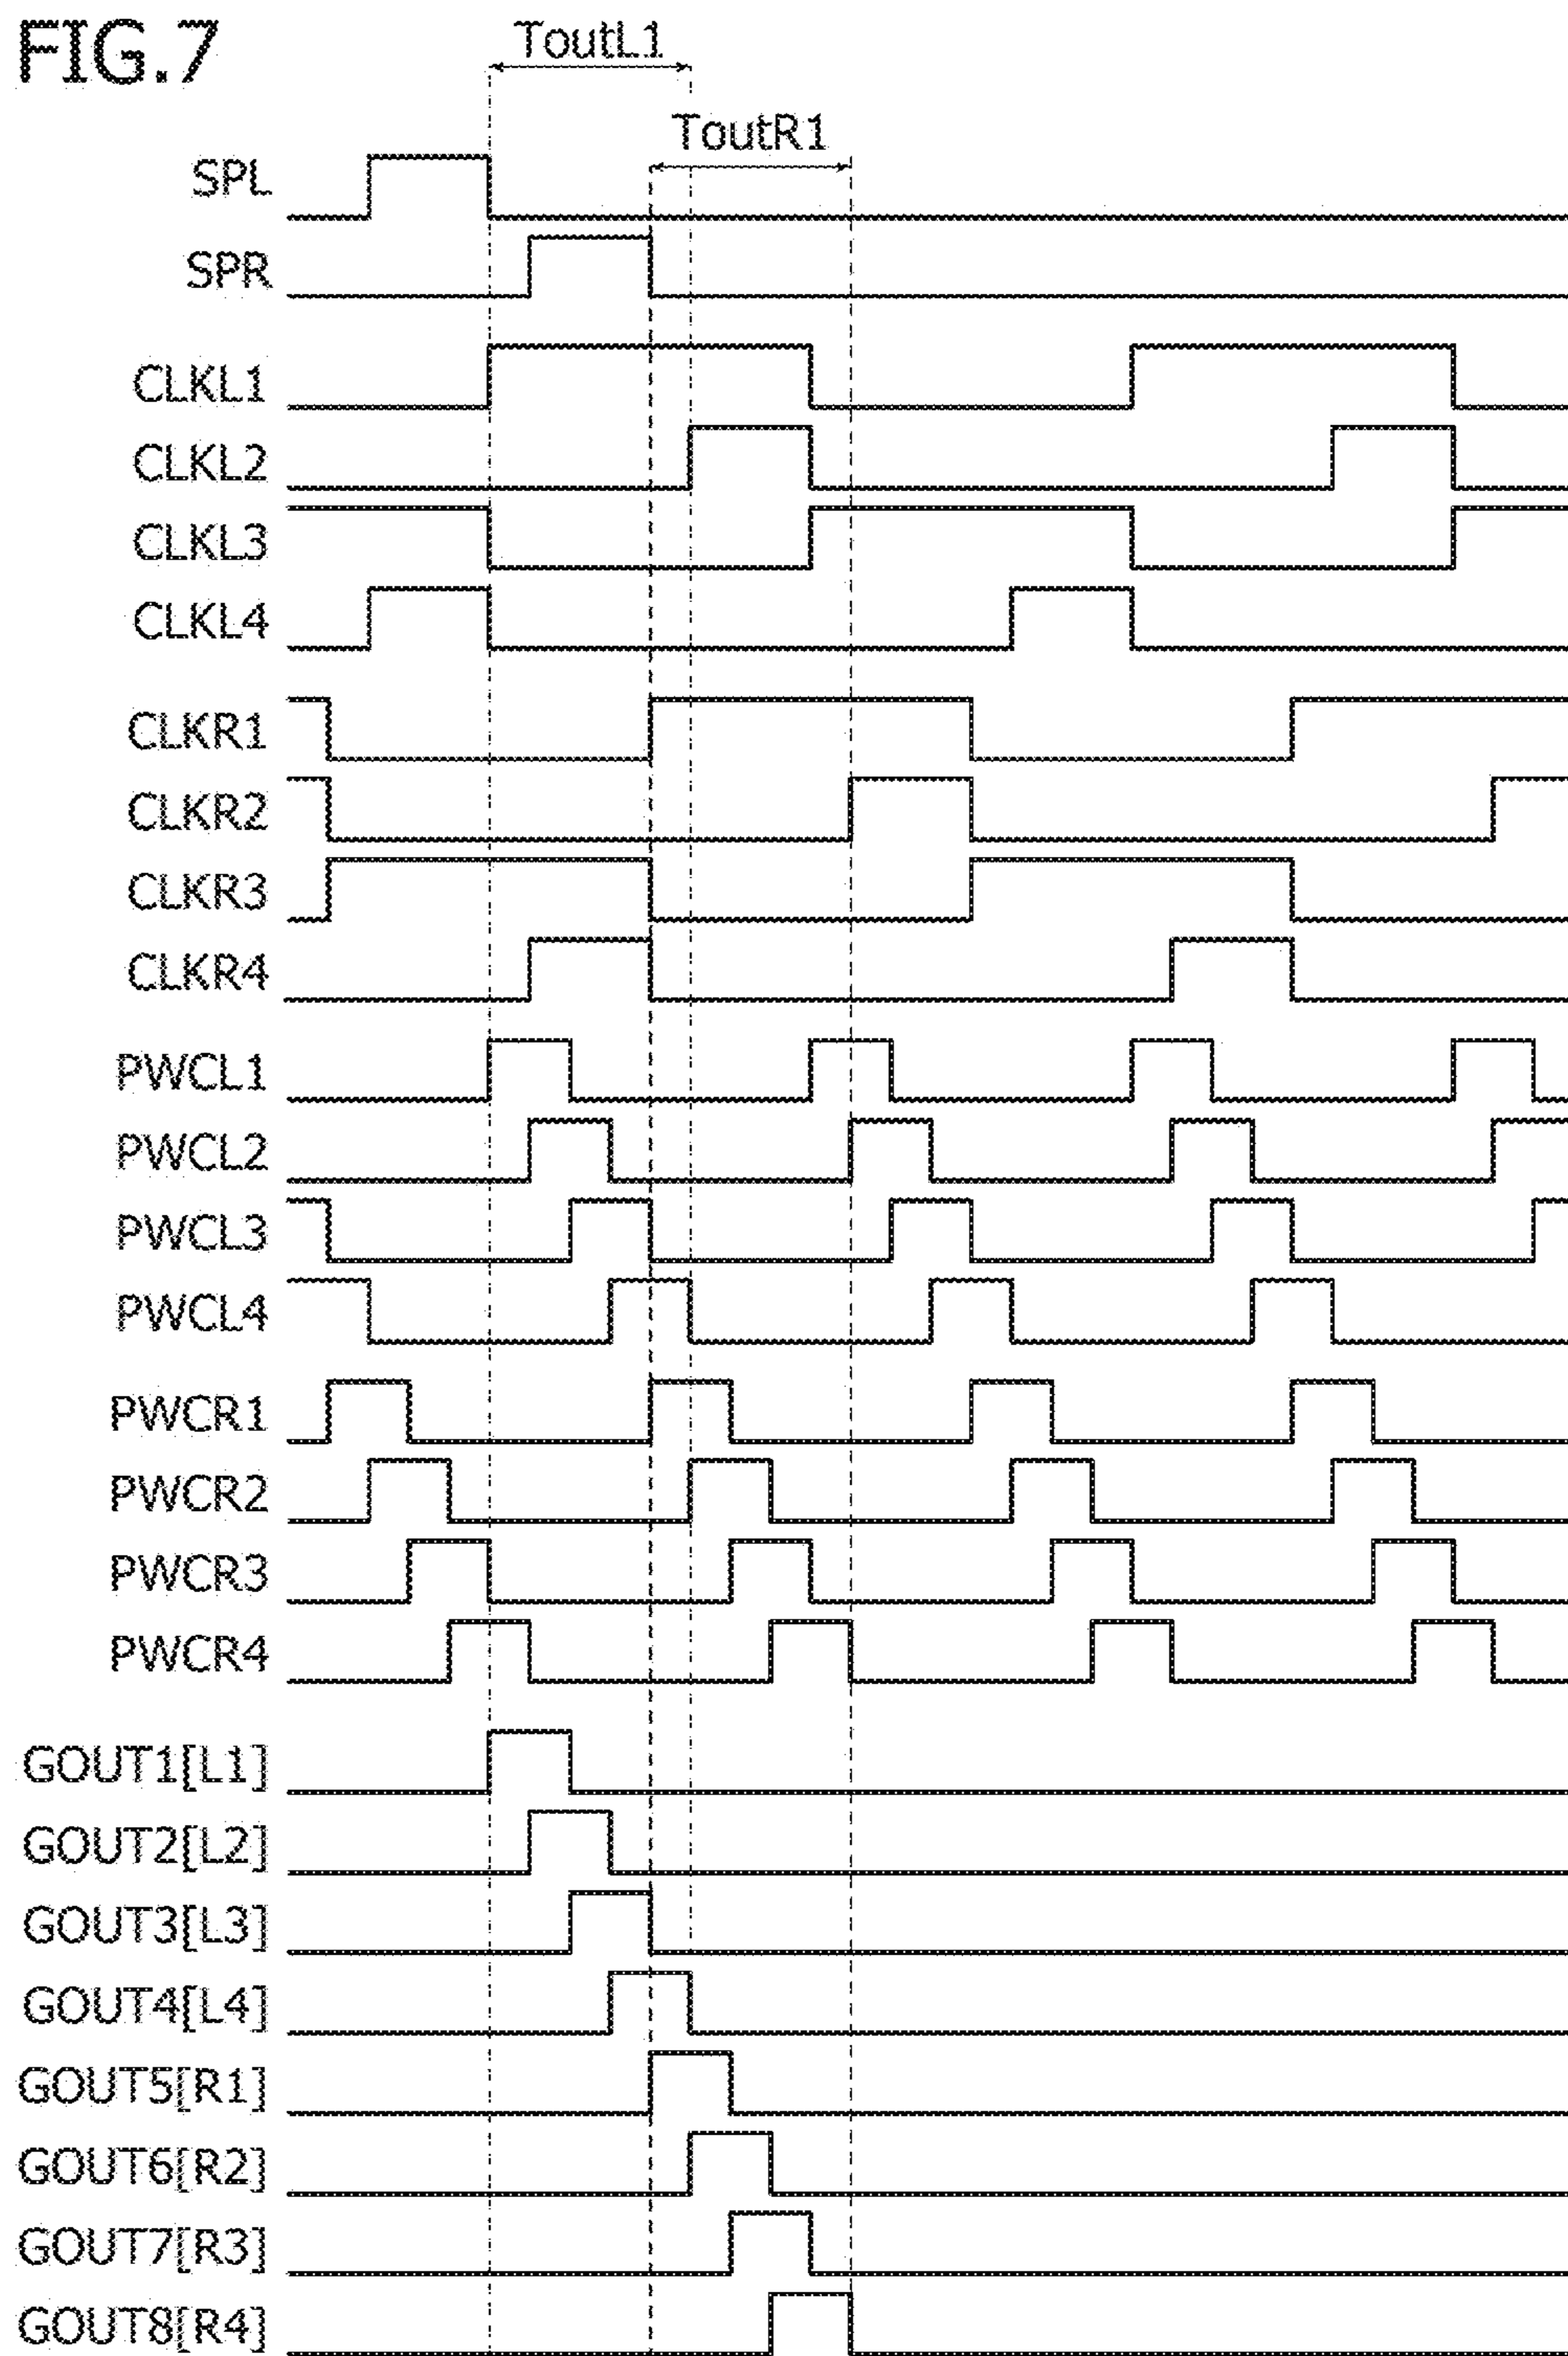 FIG.7
ToutL1
ToutR1
SPL
SPR
CLKL1
CLKL2
CLKL3
CLKL4
CLKR1
CLKR2
CLKR3
CLKR4
PWCL1
PWCL2
PWCL3
PWCL4
PWCR1
PWCR2
PWCR3
PWCR4
GOUT1[L1]
GOUT2[L2]
GOUT3[L3]
GOUT4[L4]
GOUT5[R1]
GOUT6[R2]
GOUT7[R3]
GOUT8[R4]